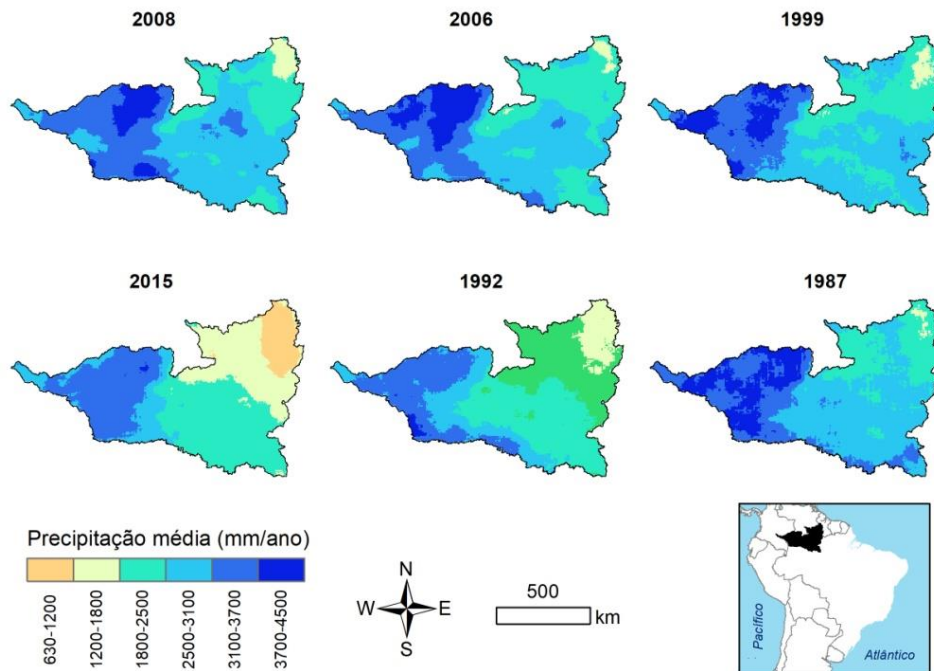 2008 2006 1999
2015 1992 1987
Precipitação média (mm/ano)
630-1200
1200-1800
1800-2500
2500-3100
3100-3700
3700-4500
N
W E
S
500
km
Pacífico
Atlântico